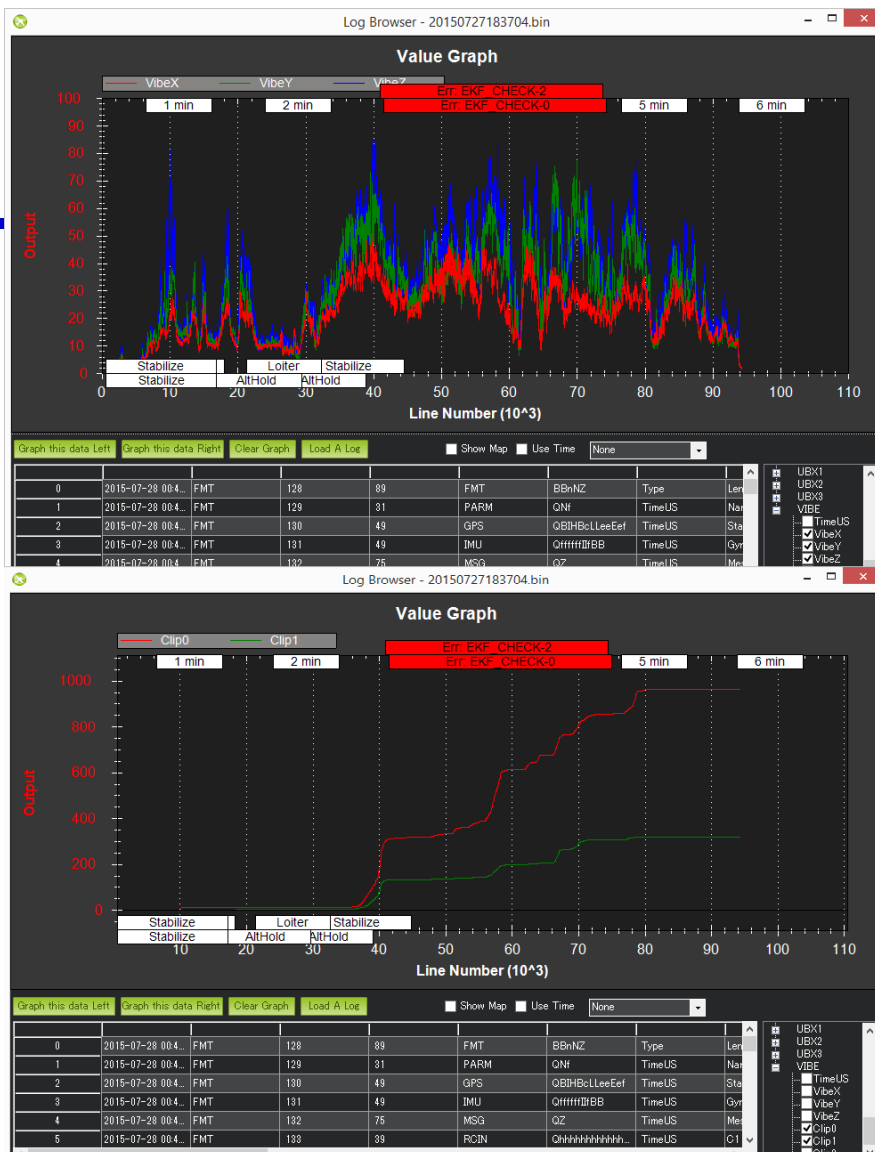 Log Browser - 20150727183704.bin
Value Graph
VibeX VibeY VibeZ
Err: EKF_CHECK-2
Err: EKF_CHECK-0
1 min 2 min 5 min 6 min
100
90
80
70
60
50
40
30
20
10
0
Output
Stabilize Loiter Stabilize
Stabilize AltHold AltHold
0 10 20 30 40 50 60 70 80 90 100 110
Line Number (10^3)
Graph this data Left Graph this data Right Clear Graph Load A Log Show Map Use Time None
0 2015-07-28 00:4... FMT 128 89 FMT BBnNZ Type Len
1 2015-07-28 00:4... FMT 129 31 PARM QNf TimeUS Nar
2 2015-07-28 00:4... FMT 130 49 GPS QBIHBcLLeeEef TimeUS Sta
3 2015-07-28 00:4... FMT 131 49 IMU QffffffIIfBB TimeUS Gyr
4 2015-07-28 00:4... FMT 132 75 MSG QZ TimeUS Mes
UBX1
UBX2
UBX3
VIBE
TimeUS
VibeX
VibeY
VibeZ
Log Browser - 20150727183704.bin
Value Graph
Clip0 Clip1
Err: EKF_CHECK-2
Err: EKF_CHECK-0
1 min 2 min 5 min 6 min
1000
800
600
400
200
0
Output
Stabilize Loiter Stabilize
Stabilize AltHold AltHold
10 20 30 40 50 60 70 80 90 100 110
Line Number (10^3)
Graph this data Left Graph this data Right Clear Graph Load A Log Show Map Use Time None
0 2015-07-28 00:4... FMT 128 89 FMT BBnNZ Type Len
1 2015-07-28 00:4... FMT 129 31 PARM QNf TimeUS Nar
2 2015-07-28 00:4... FMT 130 49 GPS QBIHBcLLeeEef TimeUS Sta
3 2015-07-28 00:4... FMT 131 49 IMU QffffffIIfBB TimeUS Gyr
4 2015-07-28 00:4... FMT 132 75 MSG QZ TimeUS Mes
5 2015-07-28 00:4... FMT 133 39 RCIN Qhhhhhhhhhhhh... TimeUS C1
UBX1
UBX2
UBX3
VIBE
TimeUS
VibeX
VibeY
VibeZ
Clip0
Clip1